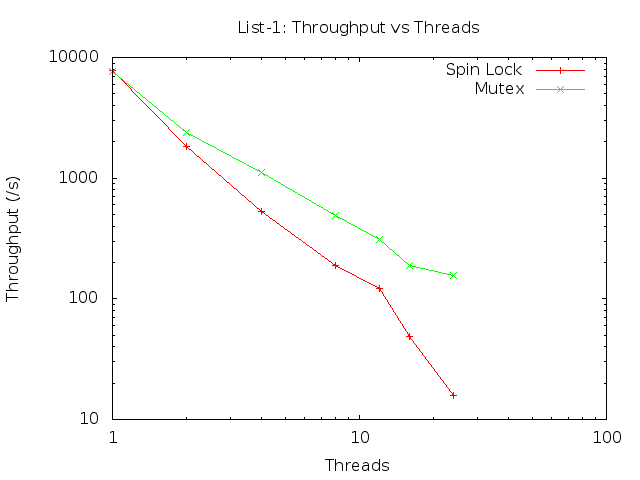 List-1: Throughput vs Threads
10000
Spin Lock
Mutex
1000
Throughput (/s)
100
10
1
10
100
Threads